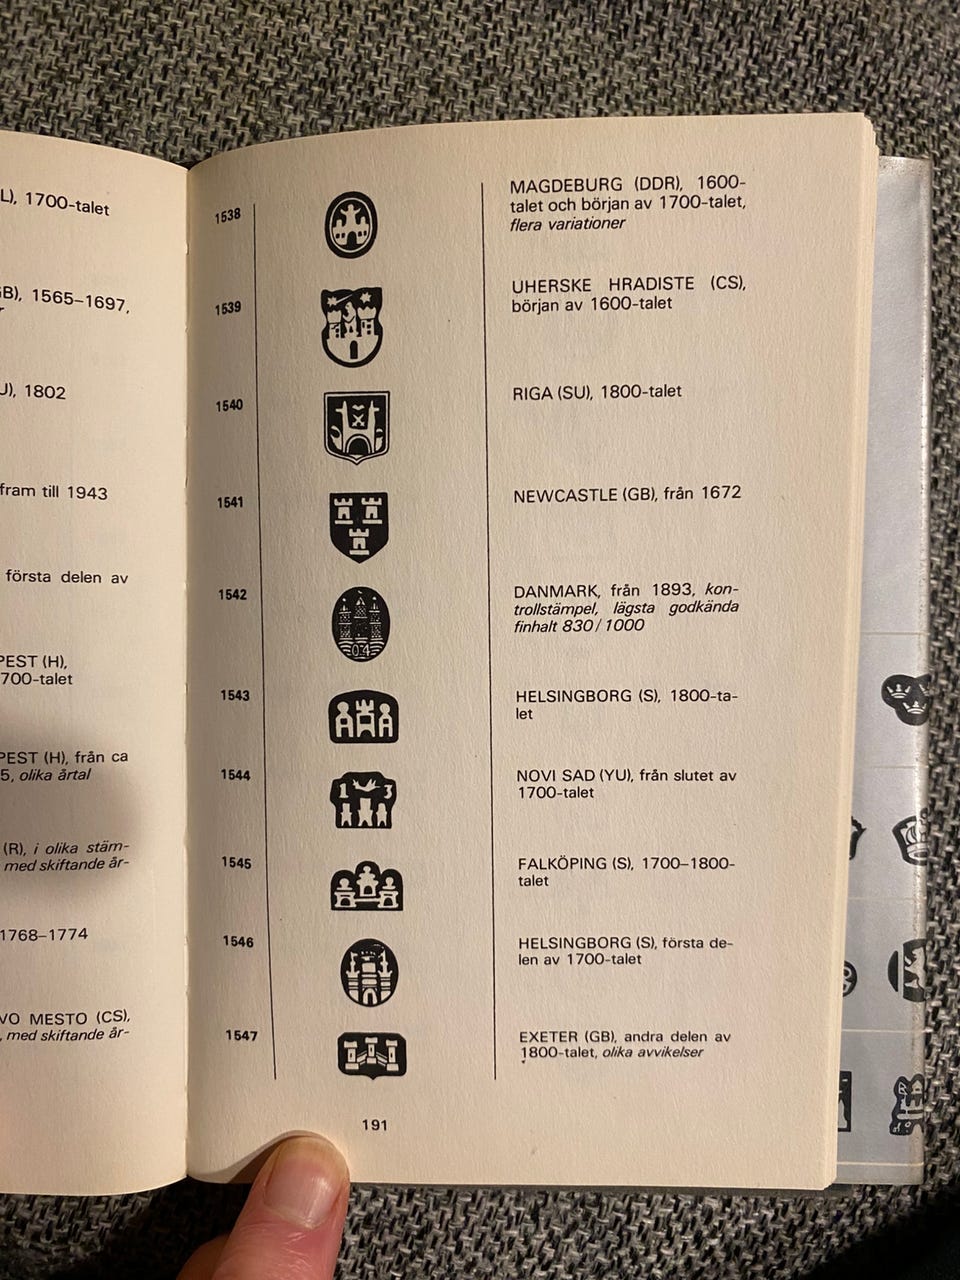 L), 1700-talet
GB), 1565–1697,
r
U), 1802
fram till 1943
första delen av
PEST (H),
700-talet
PEST (H), från ca
5, olika årtal
(R), i olika stäm-
med skiftande år-
1768–1774
VO MESTO (CS),
, med skiftande år-
1538
MAGDEBURG (DDR), 1600-
talet och början av 1700-talet,
flera variationer
1539
UHERSKE HRADISTE (CS),
början av 1600-talet
1540
RIGA (SU), 1800-talet
1541
NEWCASTLE (GB), från 1672
1542
04
DANMARK, från 1893, kon-
trollstämpel, lägsta godkända
finhalt 830/1000
1543
HELSINGBORG (S), 1800-ta-
let
1544
1 3
NOVI SAD (YU), från slutet av
1700-talet
1545
FALKÖPING (S), 1700–1800-
talet
1546
HELSINGBORG (S), första de-
len av 1700-talet
1547
EXETER (GB), andra delen av
1800-talet, olika avvikelser
191